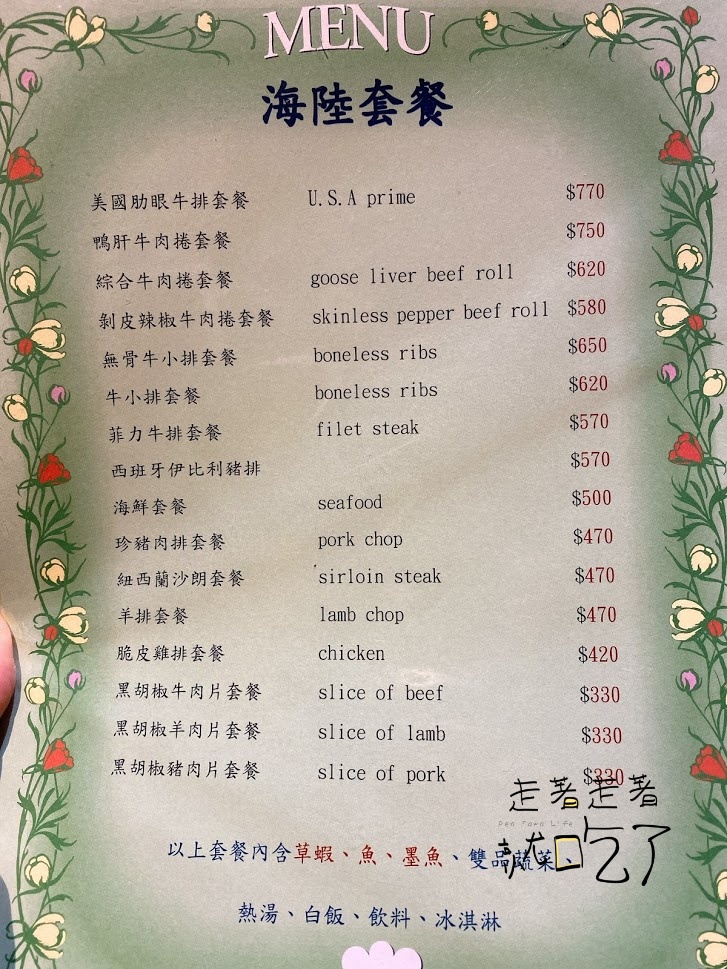 MENU
海陸套餐
美國肋眼牛排套餐 U.S.A prime $770
鴨肝牛肉捲套餐 $750
綜合牛肉捲套餐 goose liver beef roll $620
剝皮辣椒牛肉捲套餐 skinless pepper beef roll $580
無骨牛小排套餐 boneless ribs $650
牛小排套餐 boneless ribs $620
菲力牛排套餐 filet steak $570
西班牙伊比利豬排 $570
海鮮套餐 seafood $500
珍豬肉排套餐 pork chop $470
紐西蘭沙朗套餐 sirloin steak $470
羊排套餐 lamb chop $470
脆皮雞排套餐 chicken $420
黑胡椒牛肉片套餐 slice of beef $330
黑胡椒羊肉片套餐 slice of lamb $330
黑胡椒豬肉片套餐 slice of pork $330
走著走著
就吃了
以上套餐內含草蝦、魚、墨魚、雙品蔬菜、
熱湯、白飯、飲料、冰淇淋